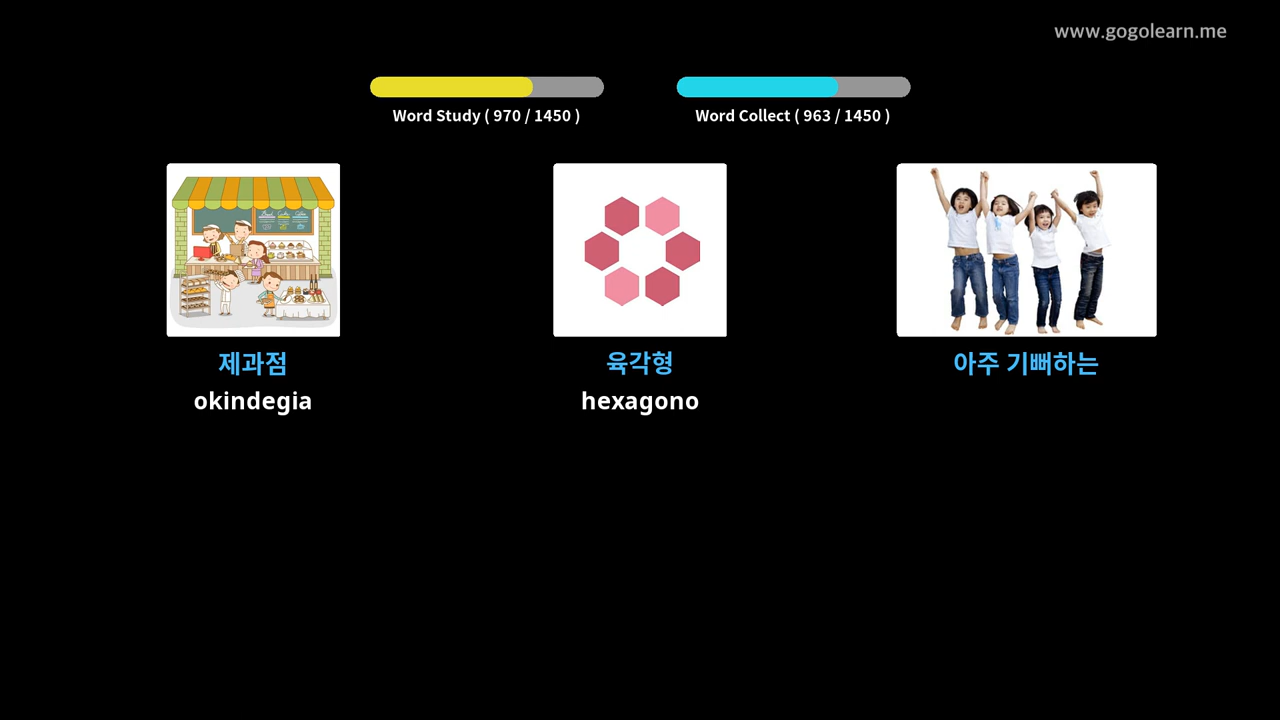 www.gogolearn.me
Word Study ( 970 / 1450 )
Word Collect ( 963 / 1450 )
제과점
okindegia
육각형
hexagono
아주 기뻐하는